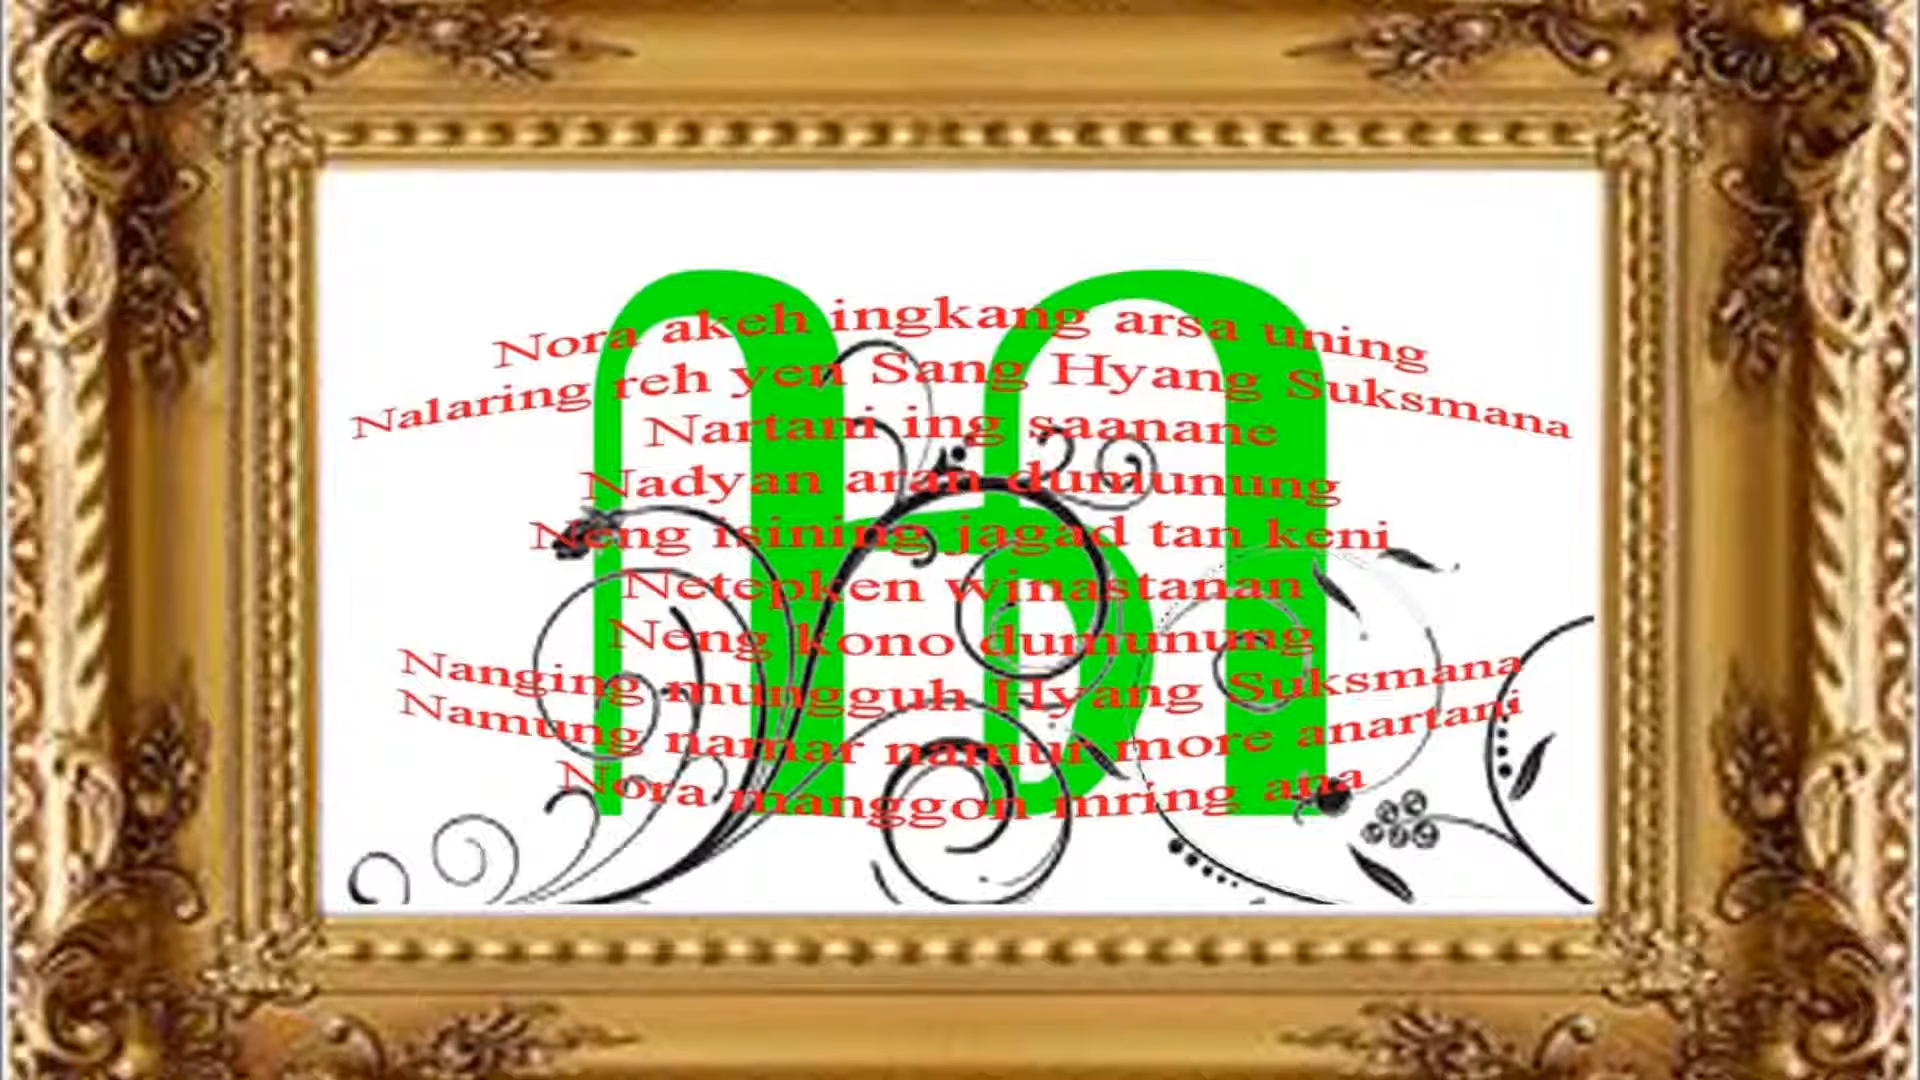 Nora akeh ingkang arsa uning
Nalaring reh yen Sang Hyang Suksmana
Nartani ing saanane
Nadyan aran dumunung
Neng isining jagad tan keni
Netepken winastanan
Neng kono dumunung
Nanging mungguh Hyang Suksmana
Namung namar namur more anartani
Nora manggon mring ana
ꦤ